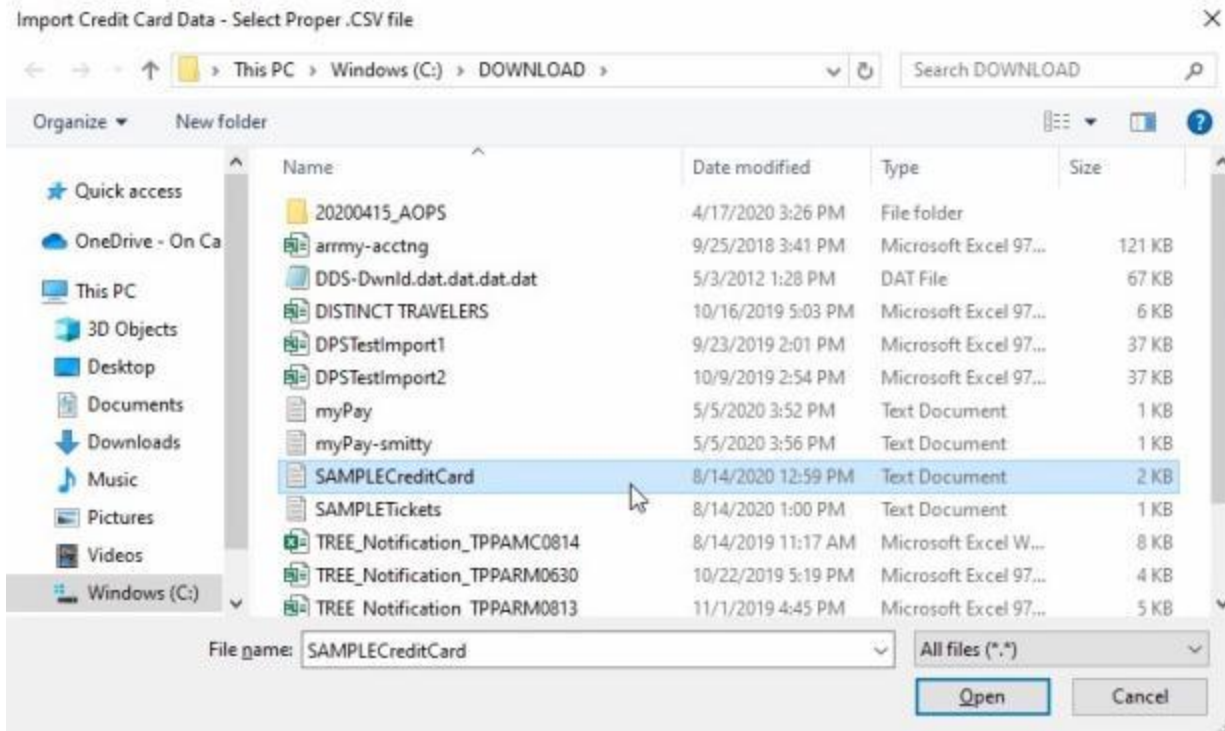 Import Credit Card Data - Select Proper .CSV file
This PC > Windows (C:) > DOWNLOAD >
Search DOWNLOAD
Organize
New folder
Name Date modified Type Size
Quick access
OneDrive - On Ca
This PC
3D Objects
Desktop
Documents
Downloads
Music
Pictures
Videos
Windows (C:)
20200415_AOPS 4/17/2020 3:26 PM File folder
arrmy-acctng 9/25/2018 3:41 PM Microsoft Excel 97... 121 KB
DDS-Dwnld.dat.dat.dat.dat 5/3/2012 1:28 PM DAT File 67 KB
DISTINCT TRAVELERS 10/16/2019 5:03 PM Microsoft Excel 97... 6 KB
DPSTestImport1 9/23/2019 2:01 PM Microsoft Excel 97... 37 KB
DPSTestImport2 10/9/2019 2:54 PM Microsoft Excel 97... 37 KB
myPay 5/5/2020 3:52 PM Text Document 1 KB
myPay-smitty 5/5/2020 3:56 PM Text Document 1 KB
SAMPLECreditCard 8/14/2020 12:59 PM Text Document 2 KB
SAMPLETickets 8/14/2020 1:00 PM Text Document 1 KB
TREE_Notification_TPPAMC0814 8/14/2019 11:17 AM Microsoft Excel W... 8 KB
TREE_Notification_TPPARM0630 10/22/2019 5:19 PM Microsoft Excel 97... 4 KB
TREE_Notification_TPPARM0813 11/1/2019 4:45 PM Microsoft Excel 97... 5 KB
File name: SAMPLECreditCard
All files (*.*)
Open
Cancel